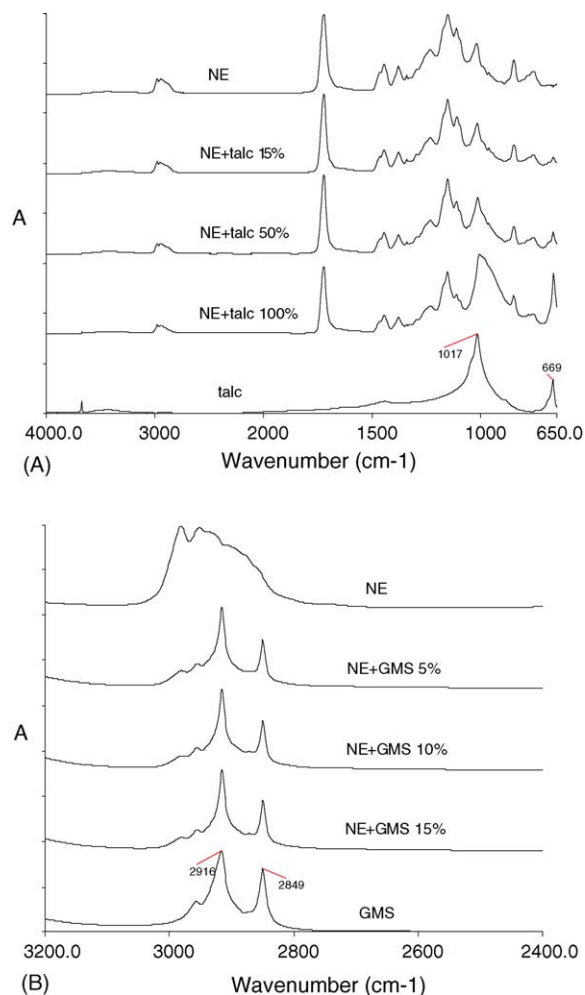 NE
NE+talc 15%
A
NE+talc 50%
NE+talc 100%
1017
669
talc
4000.0 3000 2000 1500 1000 650.0
(A) Wavenumber (cm-1)
NE
NE+GMS 5%
A
NE+GMS 10%
NE+GMS 15%
2916
2849
GMS
3200.0 3000 2800 2600 2400.0
(B) Wavenumber (cm-1)